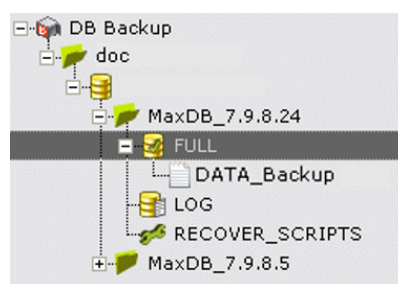 DB Backup
doc
MaxDB_7.9.8.24
FULL
DATA_Backup
LOG
RECOVER_SCRIPTS
MaxDB_7.9.8.5